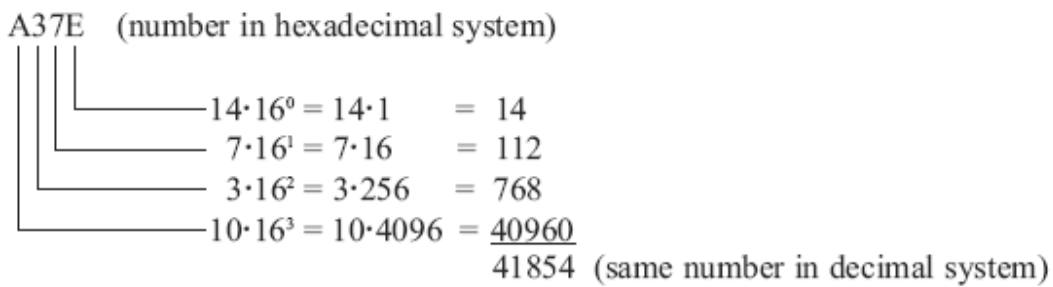 A37E (number in hexadecimal system)
14·16⁰ = 14·1 = 14
7·16¹ = 7·16 = 112
3·16² = 3·256 = 768
10·16³ = 10·4096 = 40960
41854 (same number in decimal system)